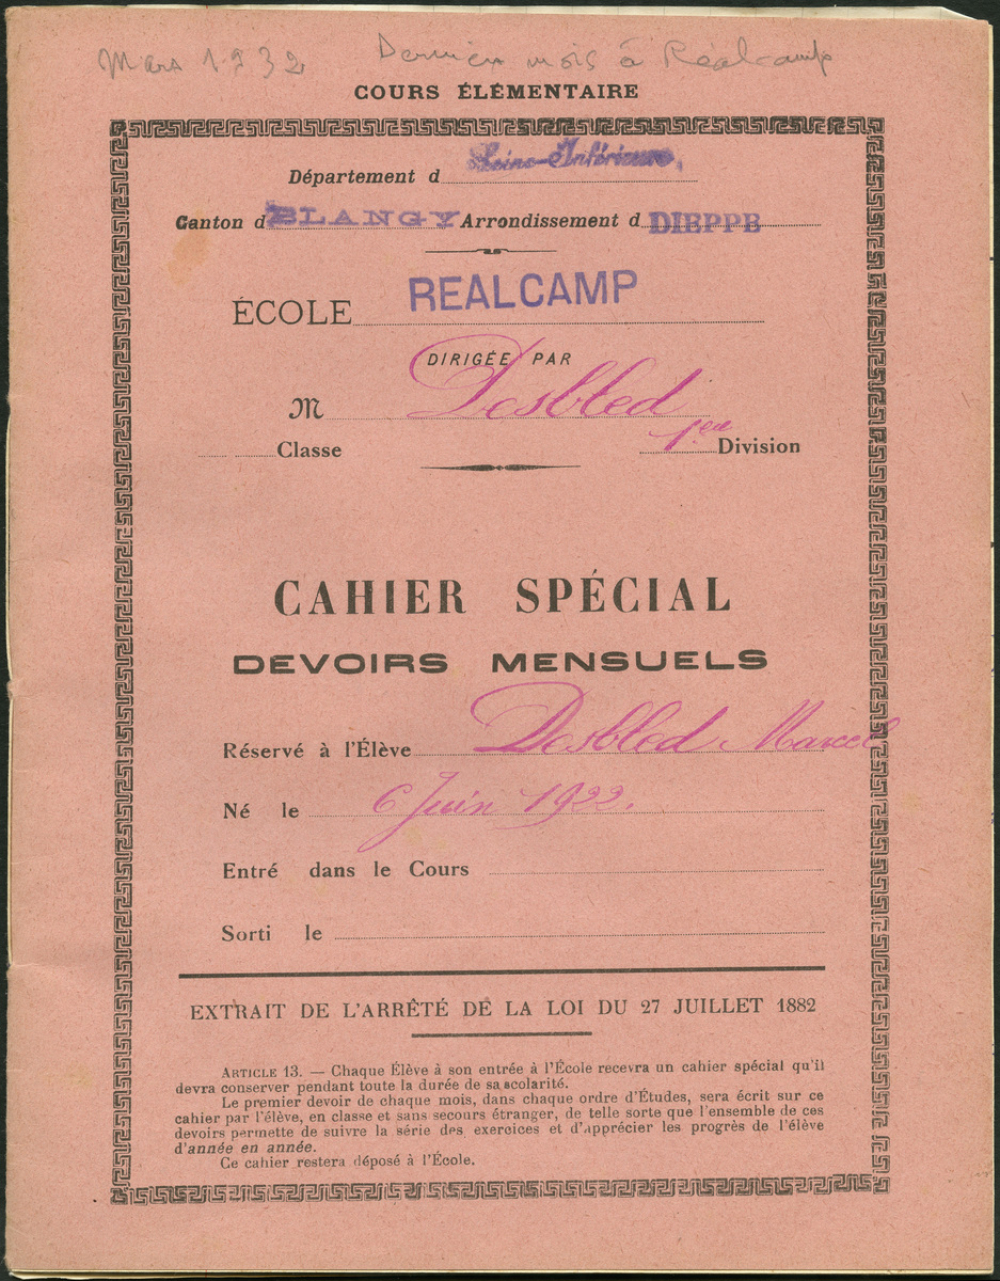 Mars 1932 Dernier mois à Réalcamp
COURS ÉLÉMENTAIRE
Département d Seine-Inférieure,
Canton d BLANGY Arrondissement d DIEPPE
ÉCOLE REALCAMP
DIRIGÉE PAR
M Desbled
Classe 1ère Division
CAHIER SPÉCIAL
DEVOIRS MENSUELS
Réservé à l'Élève Desbled Marcel
Né le 6 Juin 1922.
Entré dans le Cours
Sorti le
EXTRAIT DE L'ARRÊTÉ DE LA LOI DU 27 JUILLET 1882
ARTICLE 13. — Chaque Élève à son entrée à l'École recevra un cahier spécial qu'il
devra conserver pendant toute la durée de sa scolarité.
Le premier devoir de chaque mois, dans chaque ordre d'Études, sera écrit sur ce
cahier par l'élève, en classe et sans secours étranger, de telle sorte que l'ensemble de ces
devoirs permette de suivre la série des exercices et d'apprécier les progrès de l'élève
d'année en année.
Ce cahier restera déposé à l'École.